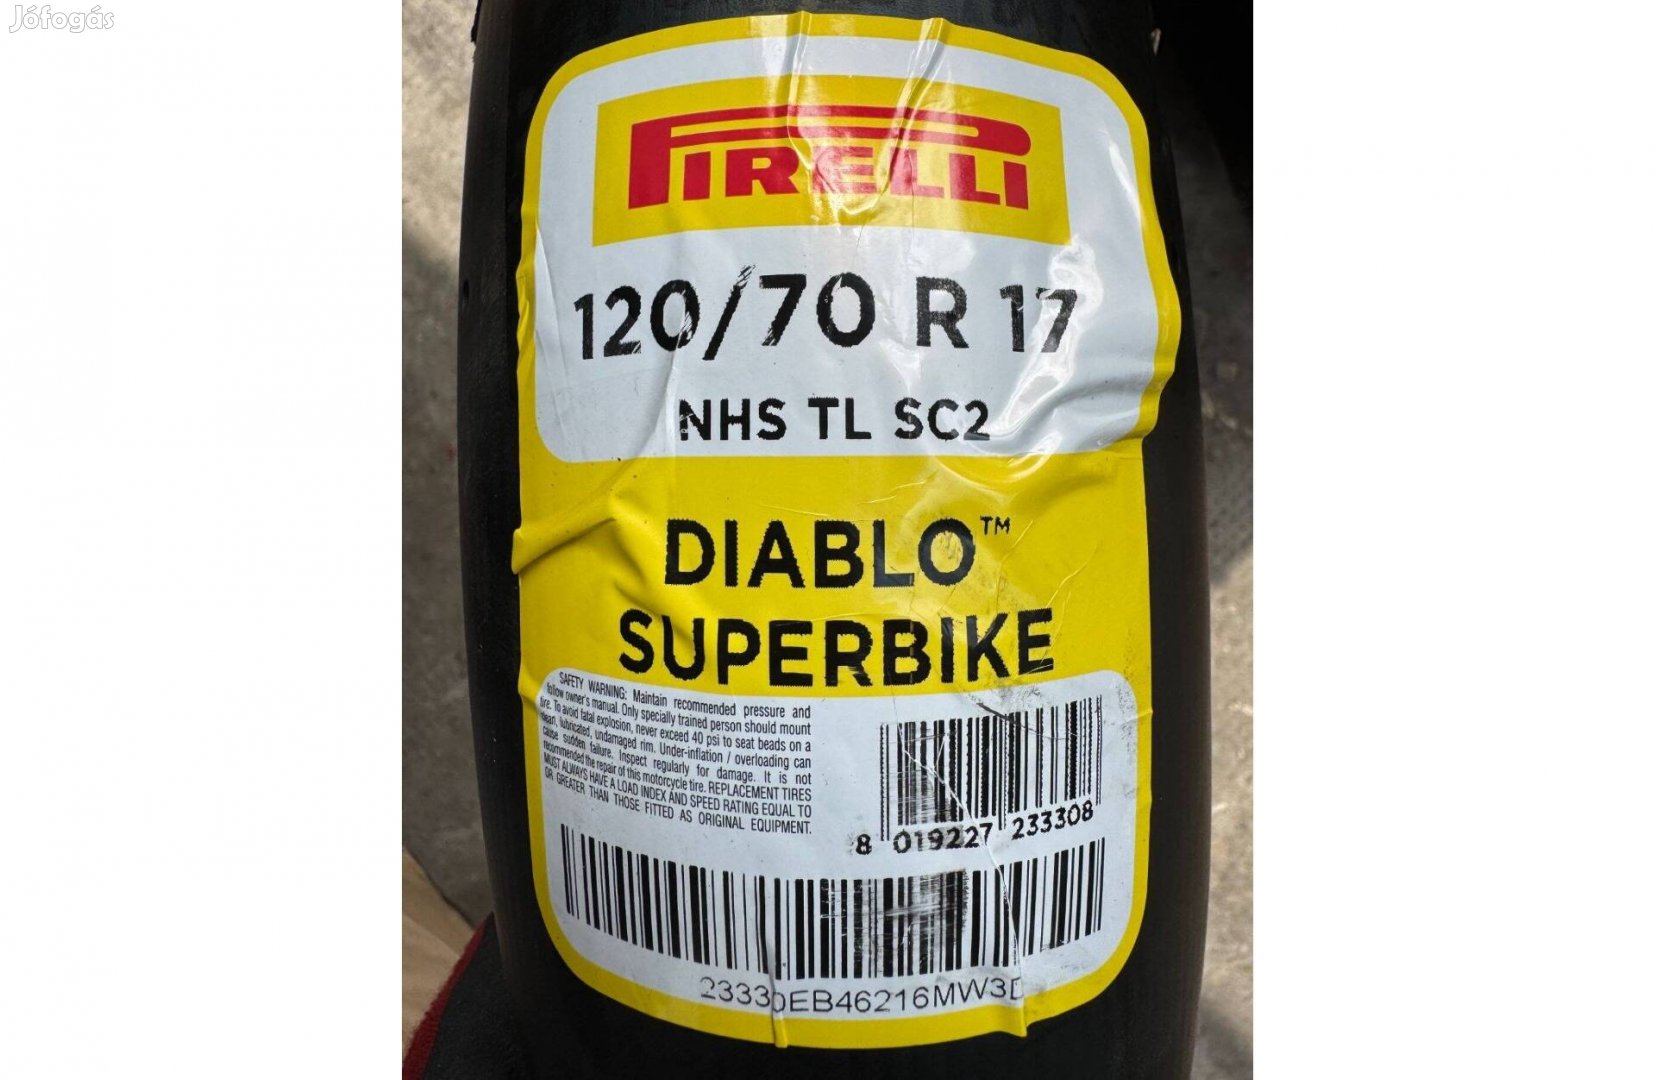 Jófogás
PIRELLI
120/70 R 17
NHS TL SC2
DIABLO™
SUPERBIKE
SAFETY WARNING: Maintain recommended pressure and
follow owner's manual. Only specially trained person should mount
tire. To avoid fatal explosion, never exceed 40 psi to seat beads on a
clean, lubricated, undamaged rim. Under-inflation / overloading can
cause sudden failure. Inspect regularly for damage. It is not
recommended the repair of this motorcycle tire. REPLACEMENT TIRES
MUST ALWAYS HAVE A LOAD INDEX AND SPEED RATING EQUAL TO
OR GREATER THAN THOSE FITTED AS ORIGINAL EQUIPMENT.
8 019227 233308